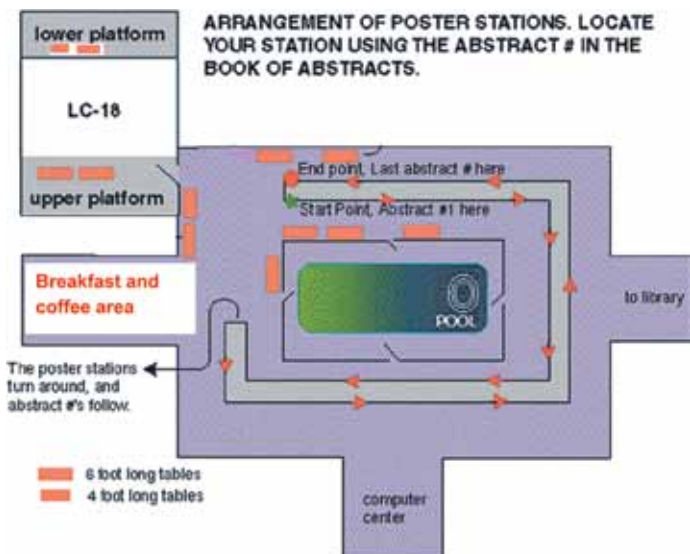 ARRANGEMENT OF POSTER STATIONS. LOCATE
YOUR STATION USING THE ABSTRACT # IN THE
BOOK OF ABSTRACTS.
lower platform
LC-18
upper platform
End point, Last abstract # here
Start Point, Abstract #1 here
Breakfast and
coffee area
POOL
to library
The poster stations
turn around, and
abstract #'s follow.
6 foot long tables
4 foot long tables
computer
center